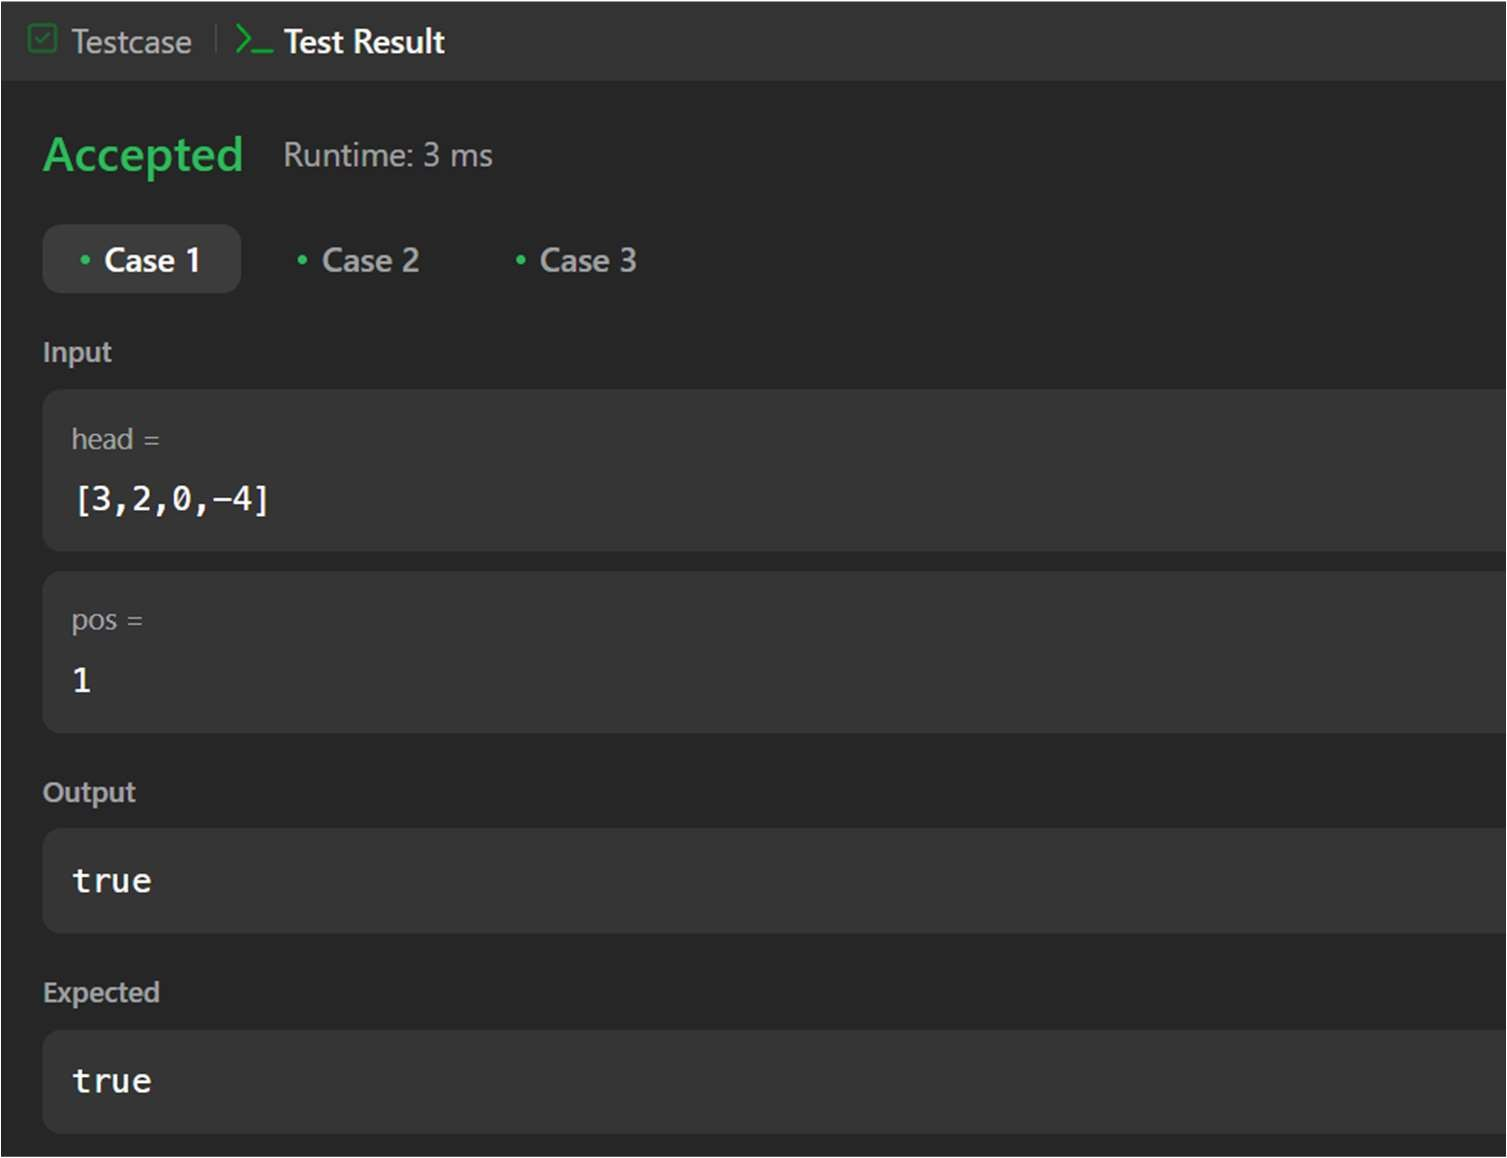 Testcase | >_ Test Result
Accepted Runtime: 3 ms
• Case 1 • Case 2 • Case 3
Input
head =
[3,2,0,-4]
pos =
1
Output
true
Expected
true